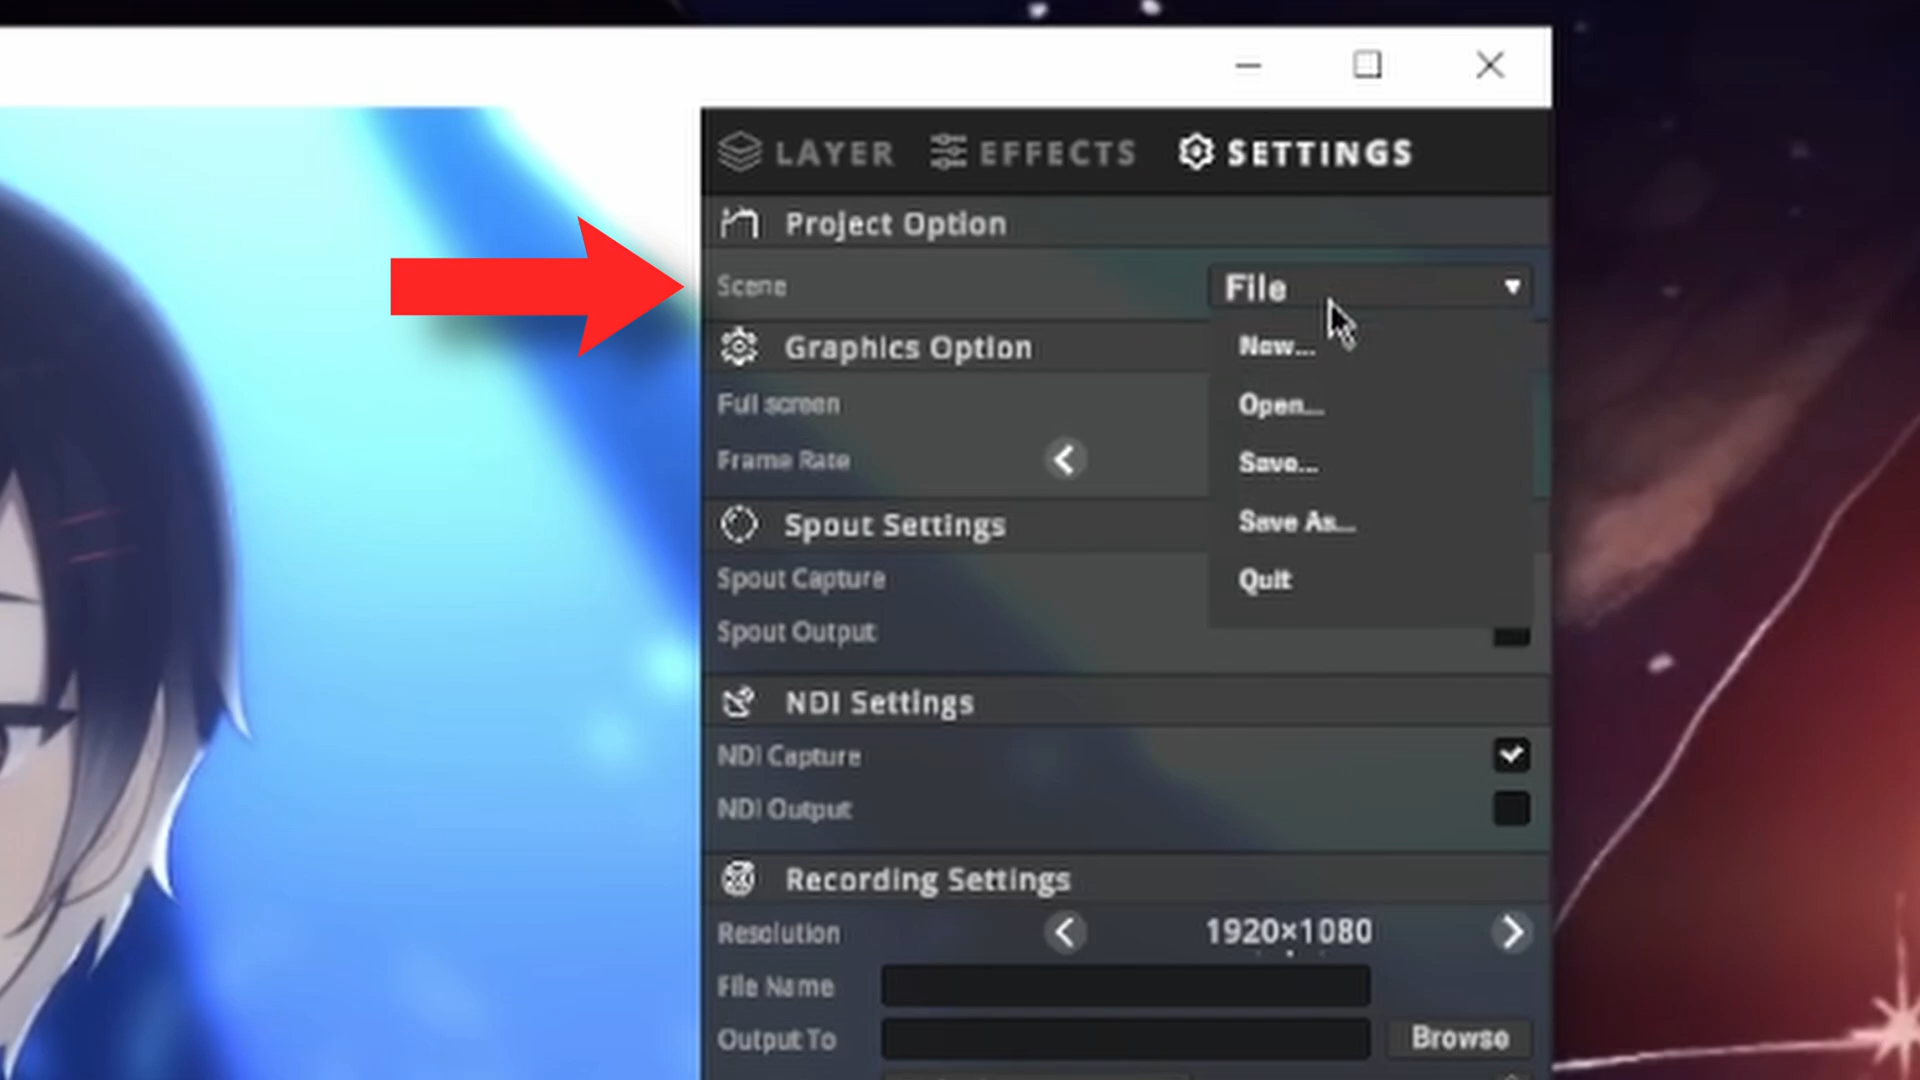 LAYER EFFECTS SETTINGS
Project Option
Scene File
New...
Graphics Option
Full screen Open...
Frame Rate Save...
Spout Settings Save As...
Spout Capture Quit
Spout Output
NDI Settings
NDI Capture
NDI Output
Recording Settings
Resolution 1920×1080
File Name
Output To Browse